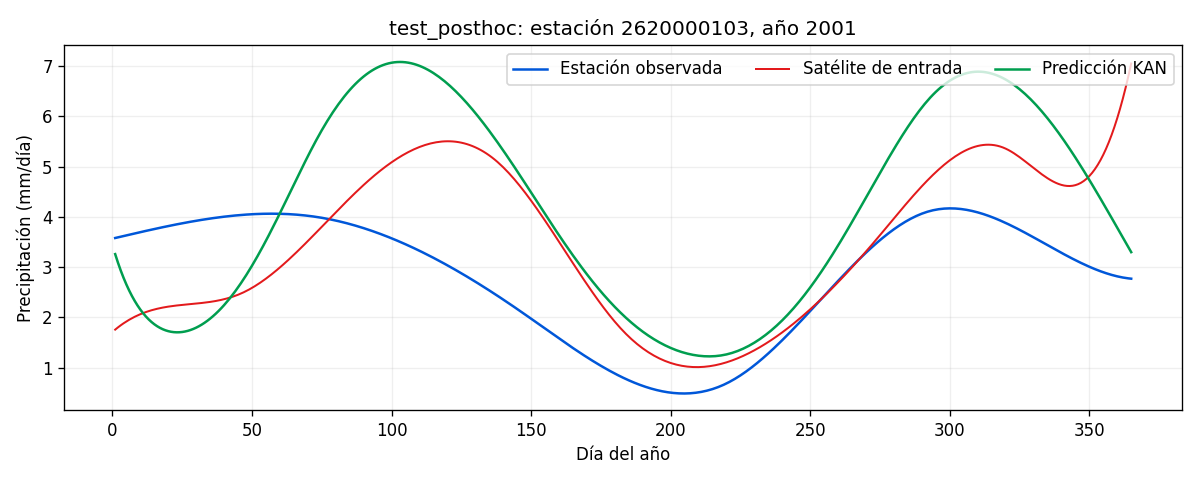 test_posthoc: estación 2620000103, año 2001
Estación observada Satélite de entrada Predicción KAN
Precipitación (mm/día)
7
6
5
4
3
2
1
0 50 100 150 200 250 300 350
Día del año